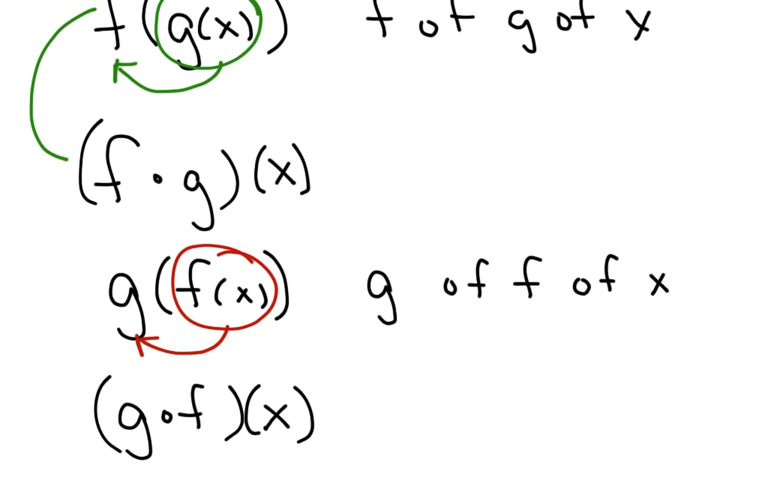 f(g(x)) f of g of x
(f · g)(x)
g(f(x)) g of f of x
(g∘f)(x)